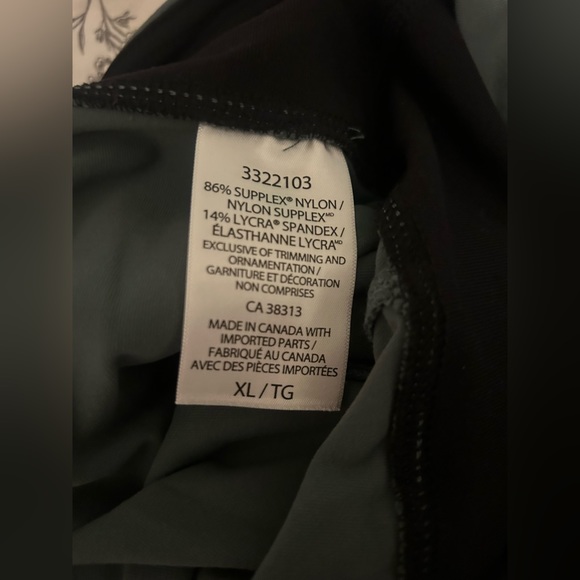 3322103
86% SUPPLEX® NYLON /
NYLON SUPPLEXᴹᴰ
14% LYCRA® SPANDEX /
ÉLASTHANNE LYCRAᴹᴰ
EXCLUSIVE OF TRIMMING AND
ORNAMENTATION /
GARNITURE ET DÉCORATION
NON COMPRISES
CA 38313
MADE IN CANADA WITH
IMPORTED PARTS /
FABRIQUÉ AU CANADA
AVEC DES PIÈCES IMPORTÉES
XL / TG